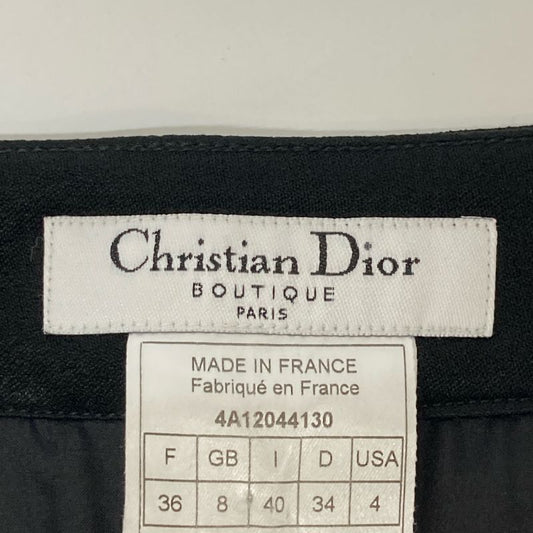 Christian Dior
BOUTIQUE
PARIS
MADE IN FRANCE
Fabriqué en France
4A12044130
F GB I D USA
36 8 40 34 4